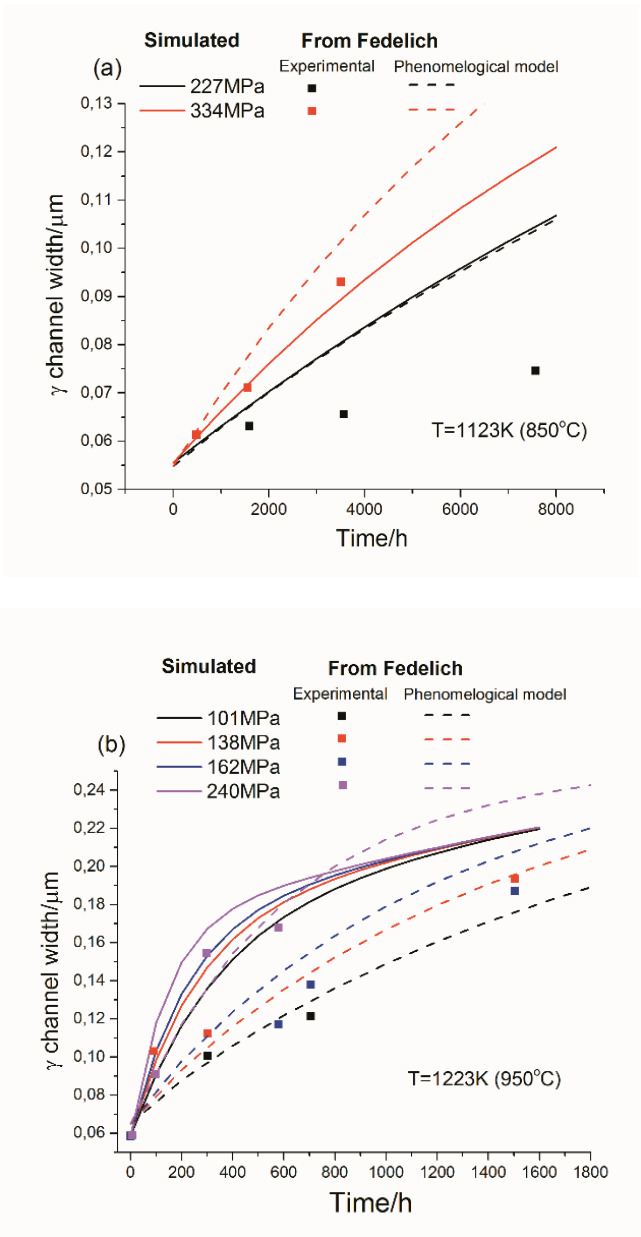 Simulated From Fedelich
(a) Experimental Phenomelogical model
227MPa
334MPa
0,13
0,12
0,11
0,10
0,09
0,08
0,07
0,06
0,05
γ channel width/μm
T=1123K (850°C)
0 2000 4000 6000 8000
Time/h
Simulated From Fedelich
Experimental Phenomelogical model
101MPa
(b) 138MPa
162MPa
240MPa
0,24
0,22
0,20
0,18
0,16
0,14
0,12
0,10
0,08
0,06
γ channel width/μm
T=1223K (950°C)
0 200 400 600 800 1000 1200 1400 1600 1800
Time/h